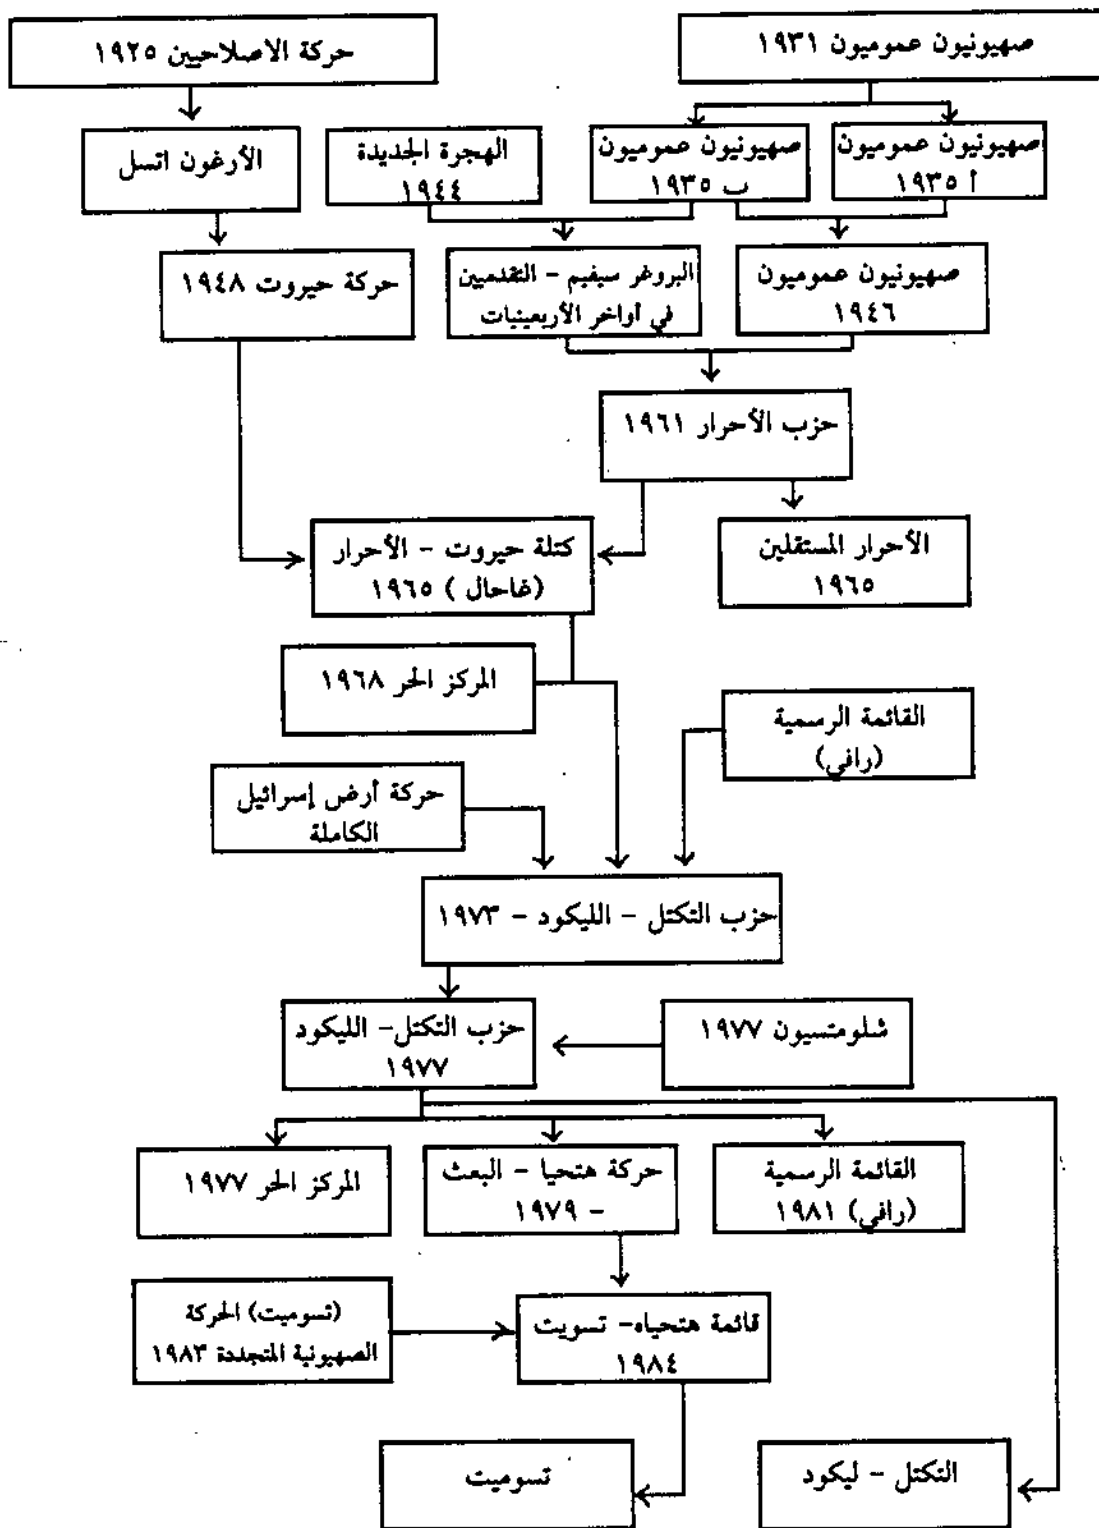 صهيونيون عموميون ١٩٣١
حركة الاصلاحيين ١٩٢٥
صهيونيون عموميون
أ ١٩٣٥
صهيونيون عموميون
ب ١٩٣٥
الهجرة الجديدة
١٩٤٤
الأرغون اتسل
صهيونيون عموميون
١٩٤٦
البروغر سيفيم - التقدميين
في أواخر الأربعينيات
حركة حيروت ١٩٤٨
حزب الأحرار ١٩٦١
الأحرار المستقلين
١٩٦٥
كتلة حيروت - الأحرار
(غاحال ) ١٩٦٥
المركز الحر ١٩٦٨
القائمة الرسمية
(رافي)
حركة أرض إسرائيل
الكاملة
حزب التكتل - الليكود - ١٩٧٣
شلومتسيون ١٩٧٧
حزب التكتل- الليكود
١٩٧٧
القائمة الرسمية
(رافي) ١٩٨١
حركة هتحيا - البعث
- ١٩٧٩
المركز الحر ١٩٧٧
قائمة هتحياه- تسويت
١٩٨٤
(تسوميت) الحركة
الصهيونية المتجددة ١٩٨٣
التكتل - ليكود
تسوميت